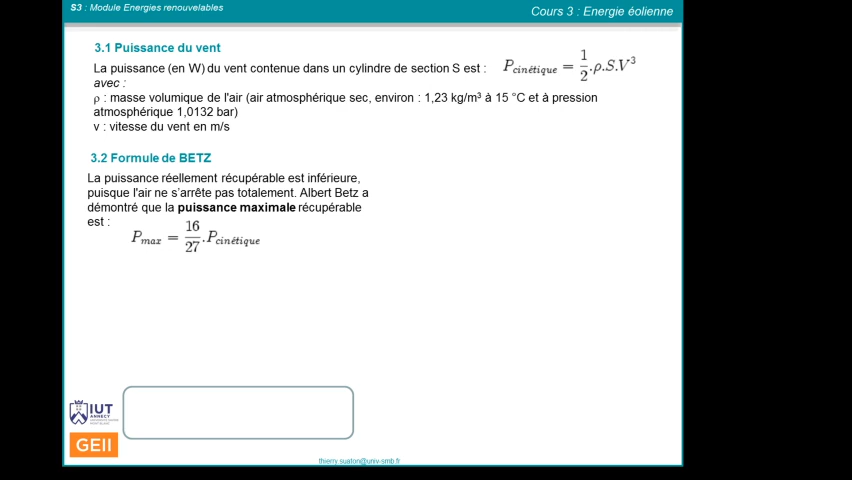 S3 : Module Energies renouvelables
Cours 3 : Energie éolienne
3.1 Puissance du vent
La puissance (en W) du vent contenue dans un cylindre de section S est : P_cinétique = 1/2 .ρ.S.V³
avec :
ρ : masse volumique de l'air (air atmosphérique sec, environ : 1,23 kg/m³ à 15 °C et à pression
atmosphérique 1,0132 bar)
v : vitesse du vent en m/s
3.2 Formule de BETZ
La puissance réellement récupérable est inférieure,
puisque l'air ne s'arrête pas totalement. Albert Betz a
démontré que la puissance maximale récupérable
est :
P_max = 16/27 .P_cinétique
IUT
ANNECY
GEII
thierry.suaton@univ-smb.fr